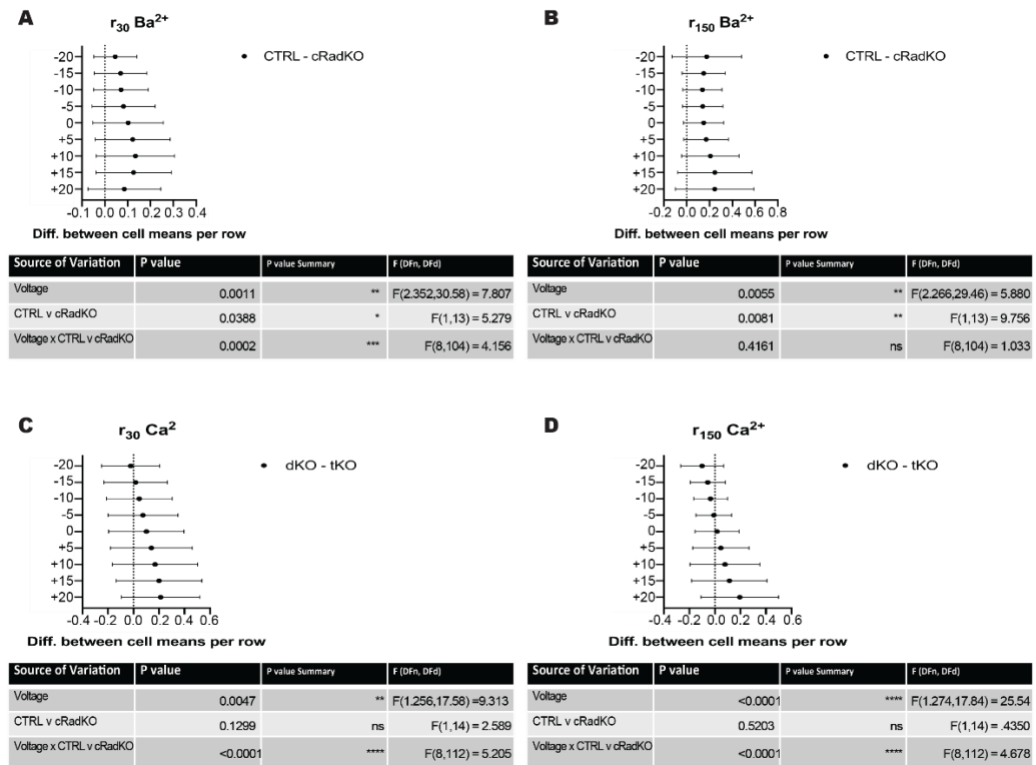 A
r30 Ba2+
-20
-15
-10
-5
0
+5
+10
+15
+20
-0.1 0.0 0.1 0.2 0.3 0.4
Diff. between cell means per row
CTRL - cRadKO
Source of Variation P value P value Summary F (DFn, DFd)
Voltage 0.0011 ** F(2.352,30.58) = 7.807
CTRL v cRadKO 0.0388 * F(1,13) = 5.279
Voltage x CTRL v cRadKO 0.0002 *** F(8,104) = 4.156
B
r150 Ba2+
-20
-15
-10
-5
0
+5
+10
+15
+20
-0.2 0.0 0.2 0.4 0.6 0.8
Diff. between cell means per row
CTRL - cRadKO
Source of Variation P value P value Summary F (DFn, DFd)
Voltage 0.0055 ** F(2.266,29.46) = 5.880
CTRL v cRadKO 0.0081 ** F(1,13) = 9.756
Voltage x CTRL v cRadKO 0.4161 ns F(8,104) = 1.033
C
r30 Ca2
-20
-15
-10
-5
0
+5
+10
+15
+20
-0.4 -0.2 0.0 0.2 0.4 0.6
Diff. between cell means per row
dKO - tKO
Source of Variation P value P value Summary F (DFn, DFd)
Voltage 0.0047 ** F(1.256,17.58) =9.313
CTRL v cRadKO 0.1299 ns F(1,14) = 2.589
Voltage x CTRL v cRadKO <0.0001 **** F(8,112) = 5.205
D
r150 Ca2+
-20
-15
-10
-5
0
+5
+10
+15
+20
-0.4 -0.2 0.0 0.2 0.4 0.6
Diff. between cell means per row
dKO - tKO
Source of Variation P value P value Summary F (DFn, DFd)
Voltage <0.0001 **** F(1.274,17.84) = 25.54
CTRL v cRadKO 0.5203 ns F(1,14) = .4350
Voltage x CTRL v cRadKO <0.0001 **** F(8,112) = 4.678